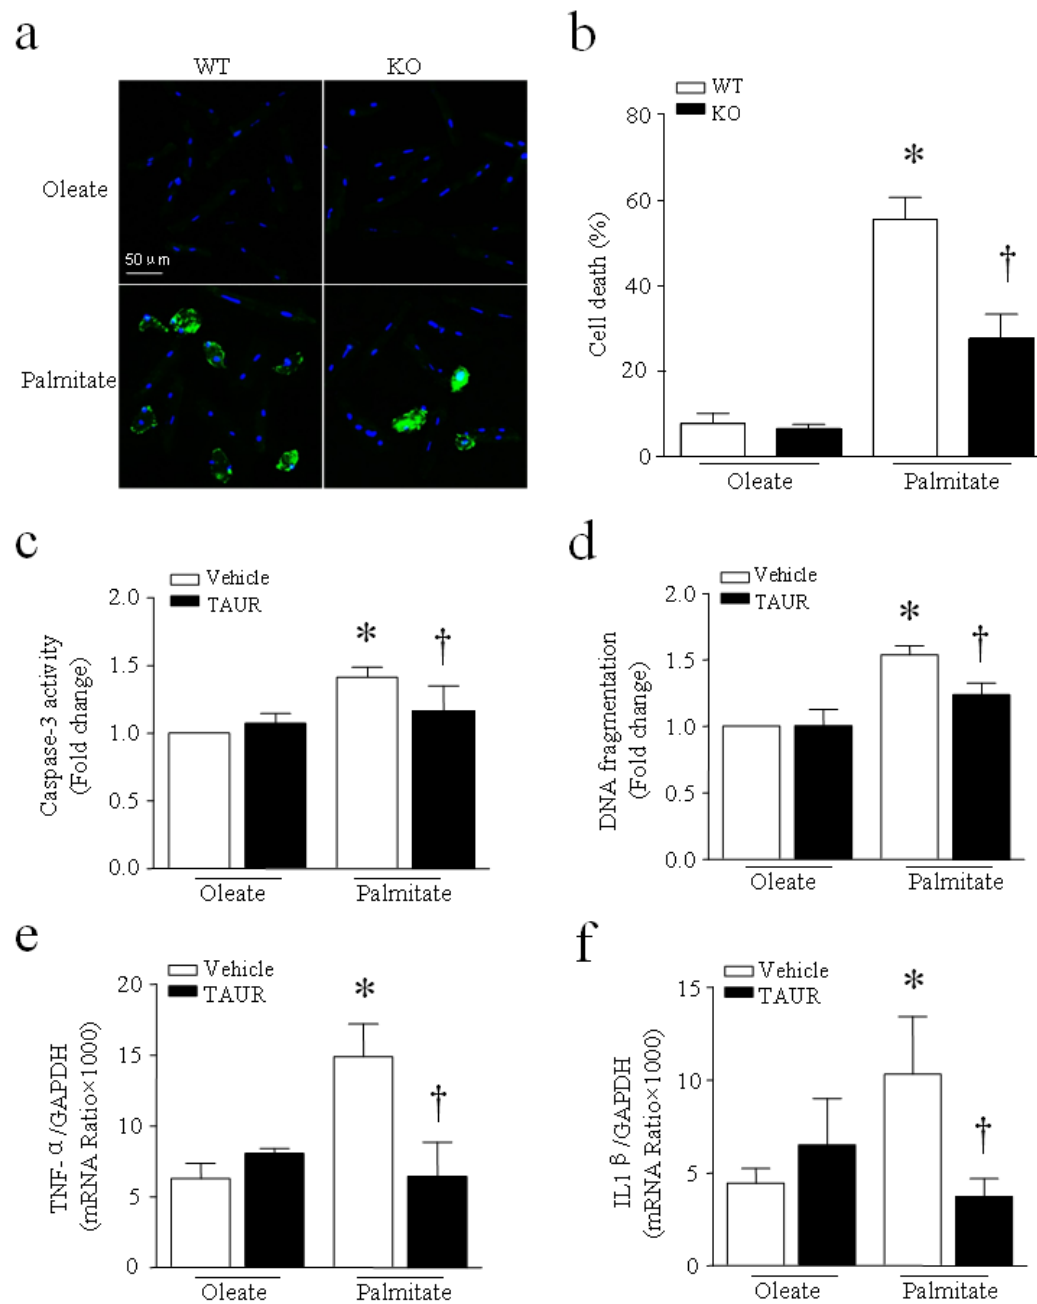 a
WT KO
Oleate
50 μm
Palmitate
b
WT
KO
80
60
40
20
0
Cell death (%)
*
†
Oleate Palmitate
c
Vehicle
TAUR
2.0
1.5
1.0
0.5
0.0
Caspase-3 activity
(Fold change)
*
†
Oleate Palmitate
d
Vehicle
TAUR
2.0
1.5
1.0
0.5
0.0
DNA fragmentation
(Fold change)
*
†
Oleate Palmitate
e
Vehicle
TAUR
20
15
10
5
0
TNF-α/GAPDH
(mRNA Ratio×1000)
*
†
Oleate Palmitate
f
Vehicle
TAUR
15
10
5
0
IL1β/GAPDH
(mRNA Ratio×1000)
*
†
Oleate Palmitate